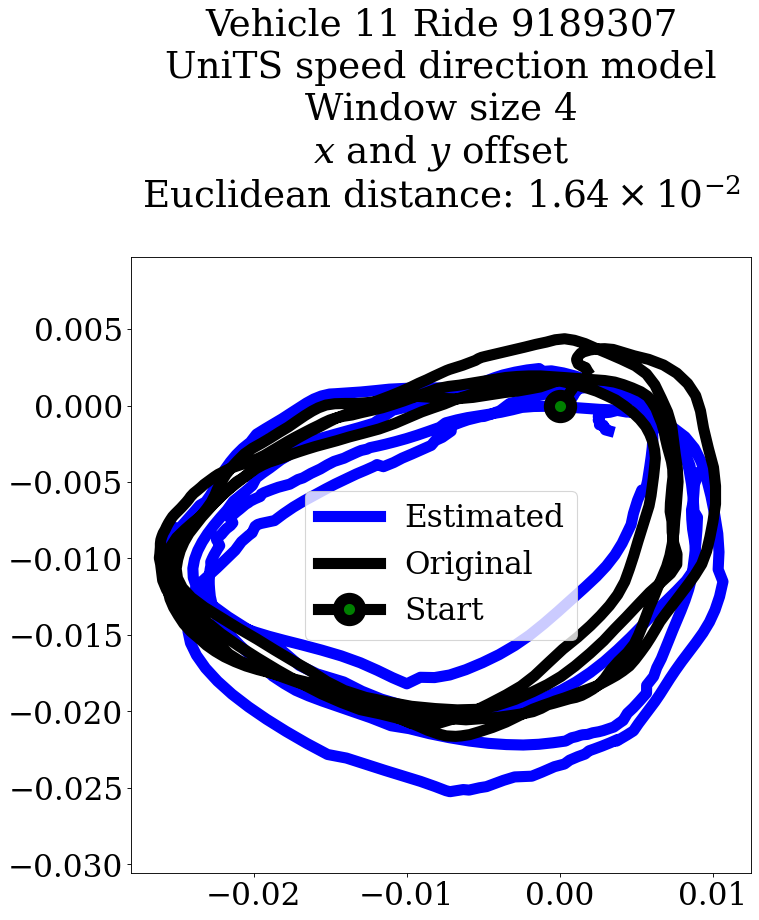 Vehicle 11 Ride 9189307
UniTS speed direction model
Window size 4
x and y offset
Euclidean distance: 1.64 × 10⁻²
0.005
0.000
−0.005
−0.010
−0.015
−0.020
−0.025
−0.030
Estimated
Original
Start
−0.02 −0.01 0.00 0.01